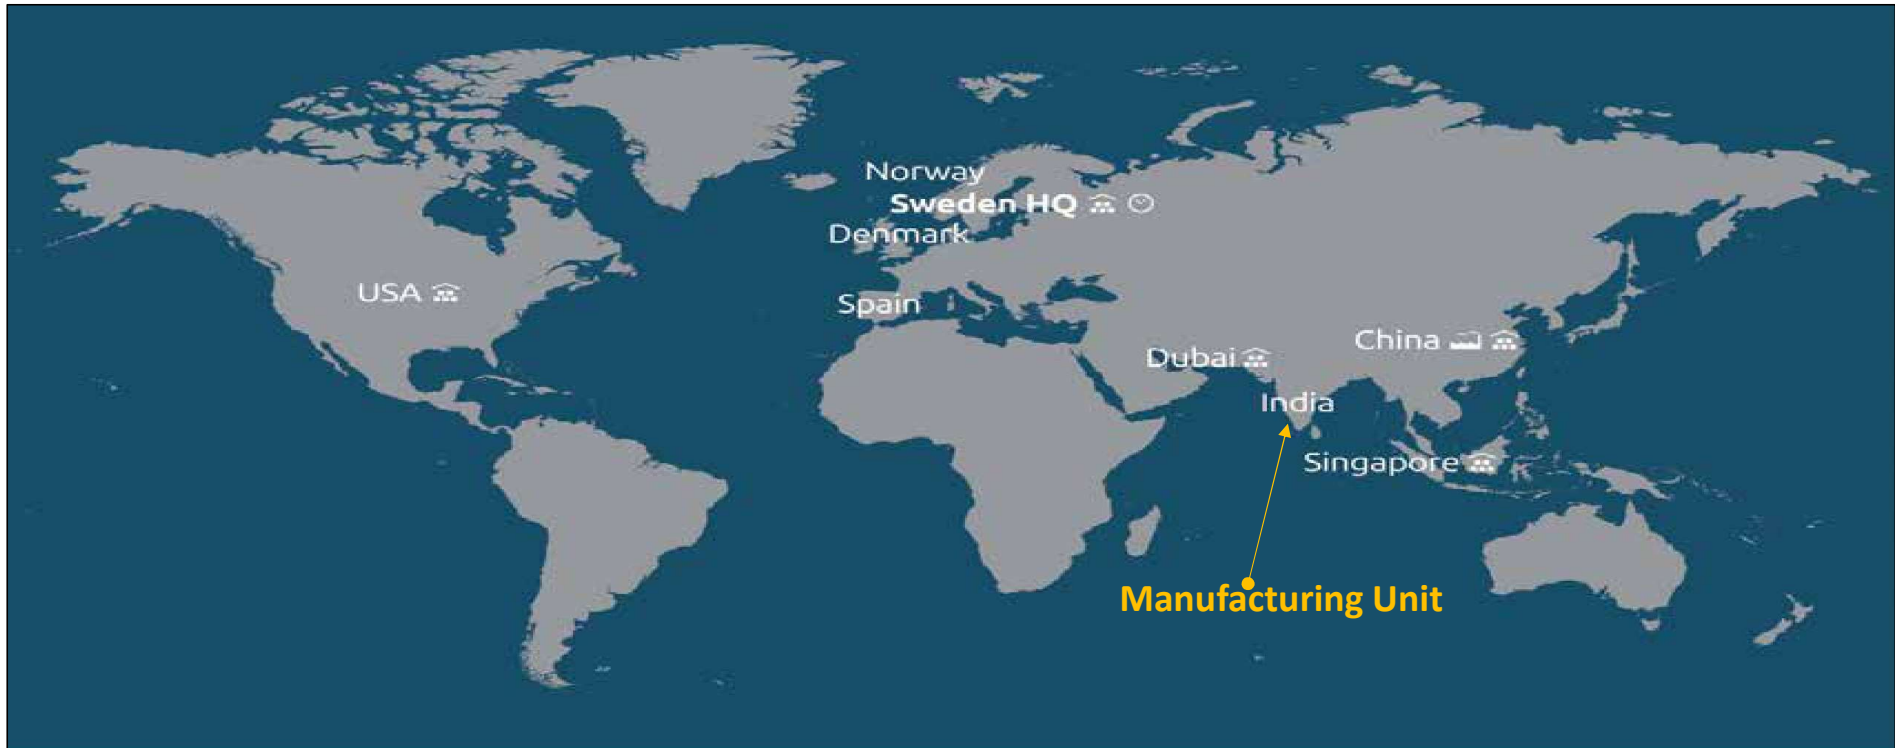 Norway
Sweden HQ
Denmark
USA
Spain
China
Dubai
India
Singapore
Manufacturing Unit